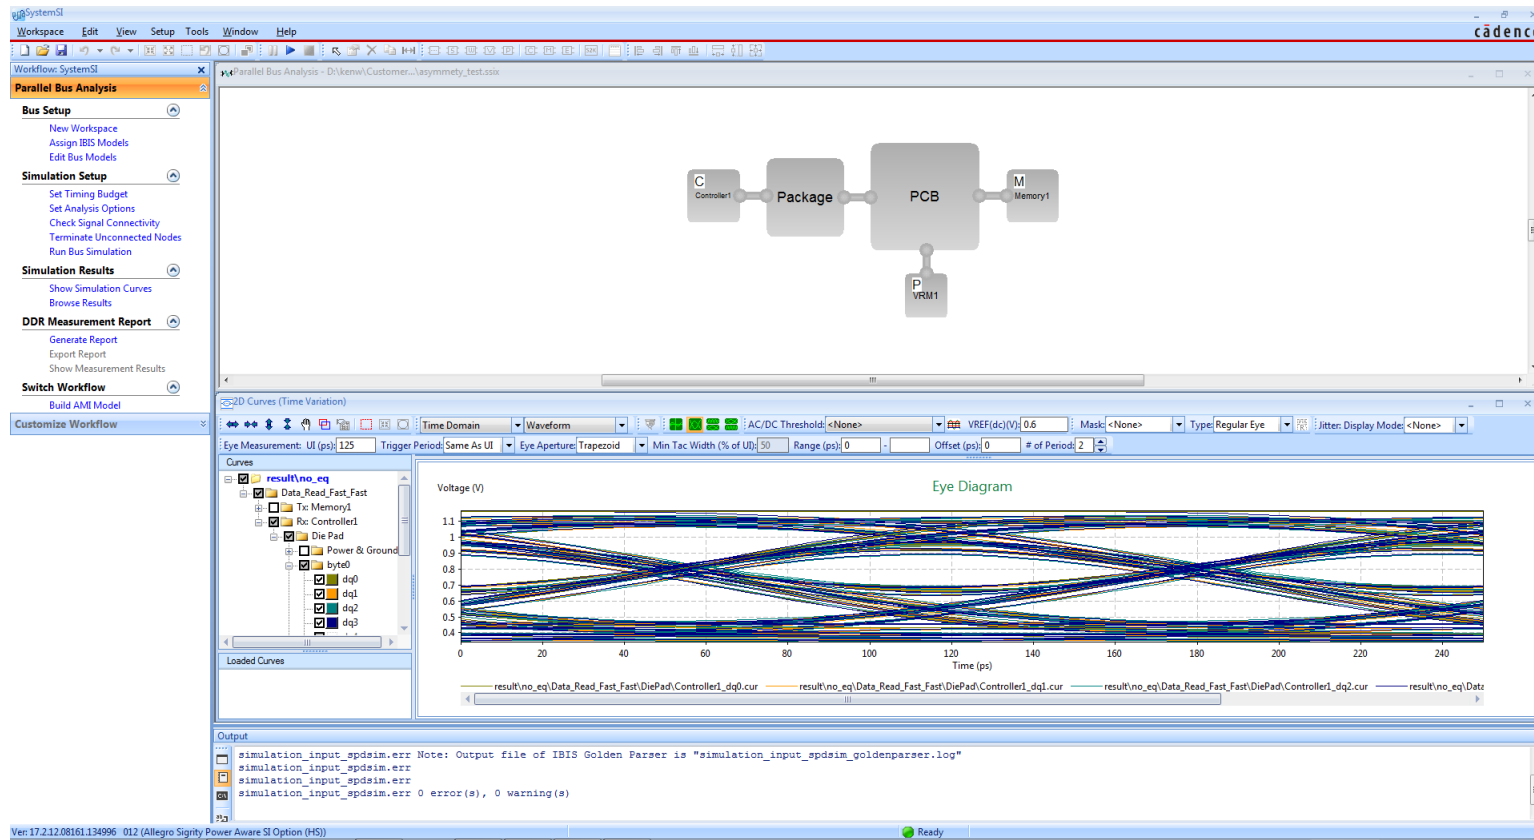 SystemSI
Workspace Edit View Setup Tools Window Help
cādence
Workflow: SystemSI
Parallel Bus Analysis
Bus Setup
New Workspace
Assign IBIS Models
Edit Bus Models
Simulation Setup
Set Timing Budget
Set Analysis Options
Check Signal Connectivity
Terminate Unconnected Nodes
Run Bus Simulation
Simulation Results
Show Simulation Curves
Browse Results
DDR Measurement Report
Generate Report
Export Report
Show Measurement Results
Switch Workflow
Build AMI Model
Customize Workflow
Parallel Bus Analysis - D:\kenw\Customer...\asymmety_test.ssix
C
Controller1
Package
PCB
M
Memory1
P
VRM1
2D Curves (Time Variation)
Time Domain Waveform AC/DC Threshold: <None> VREF(dc)(V): 0.6 Mask: <None> Type: Regular Eye Jitter: Display Mode: <None>
Eye Measurement: UI (ps): 125 Trigger Period: Same As UI Eye Aperture: Trapezoid Min Tac Width (% of UI): 50 Range (ps): 0 - Offset (ps): 0 # of Period: 2
Curves
result\no_eq
Data_Read_Fast_Fast
Tx: Memory1
Rx: Controller1
Die Pad
Power & Ground
byte0
dq0
dq1
dq2
dq3
Loaded Curves
Voltage (V)
Eye Diagram
1.1
1
0.9
0.8
0.7
0.6
0.5
0.4
0 20 40 60 80 100 120 140 160 180 200 220 240
Time (ps)
result\no_eq\Data_Read_Fast_Fast\DiePad\Controller1_dq0.cur result\no_eq\Data_Read_Fast_Fast\DiePad\Controller1_dq1.cur result\no_eq\Data_Read_Fast_Fast\DiePad\Controller1_dq2.cur result\no_eq\Data
Output
simulation_input_spdsim.err Note: Output file of IBIS Golden Parser is "simulation_input_spdsim_goldenparser.log"
simulation_input_spdsim.err
simulation_input_spdsim.err
simulation_input_spdsim.err 0 error(s), 0 warning(s)
Ver: 17.2.12.08161.134996 012 (Allegro Sigrity Power Aware SI Option (HS)) Ready